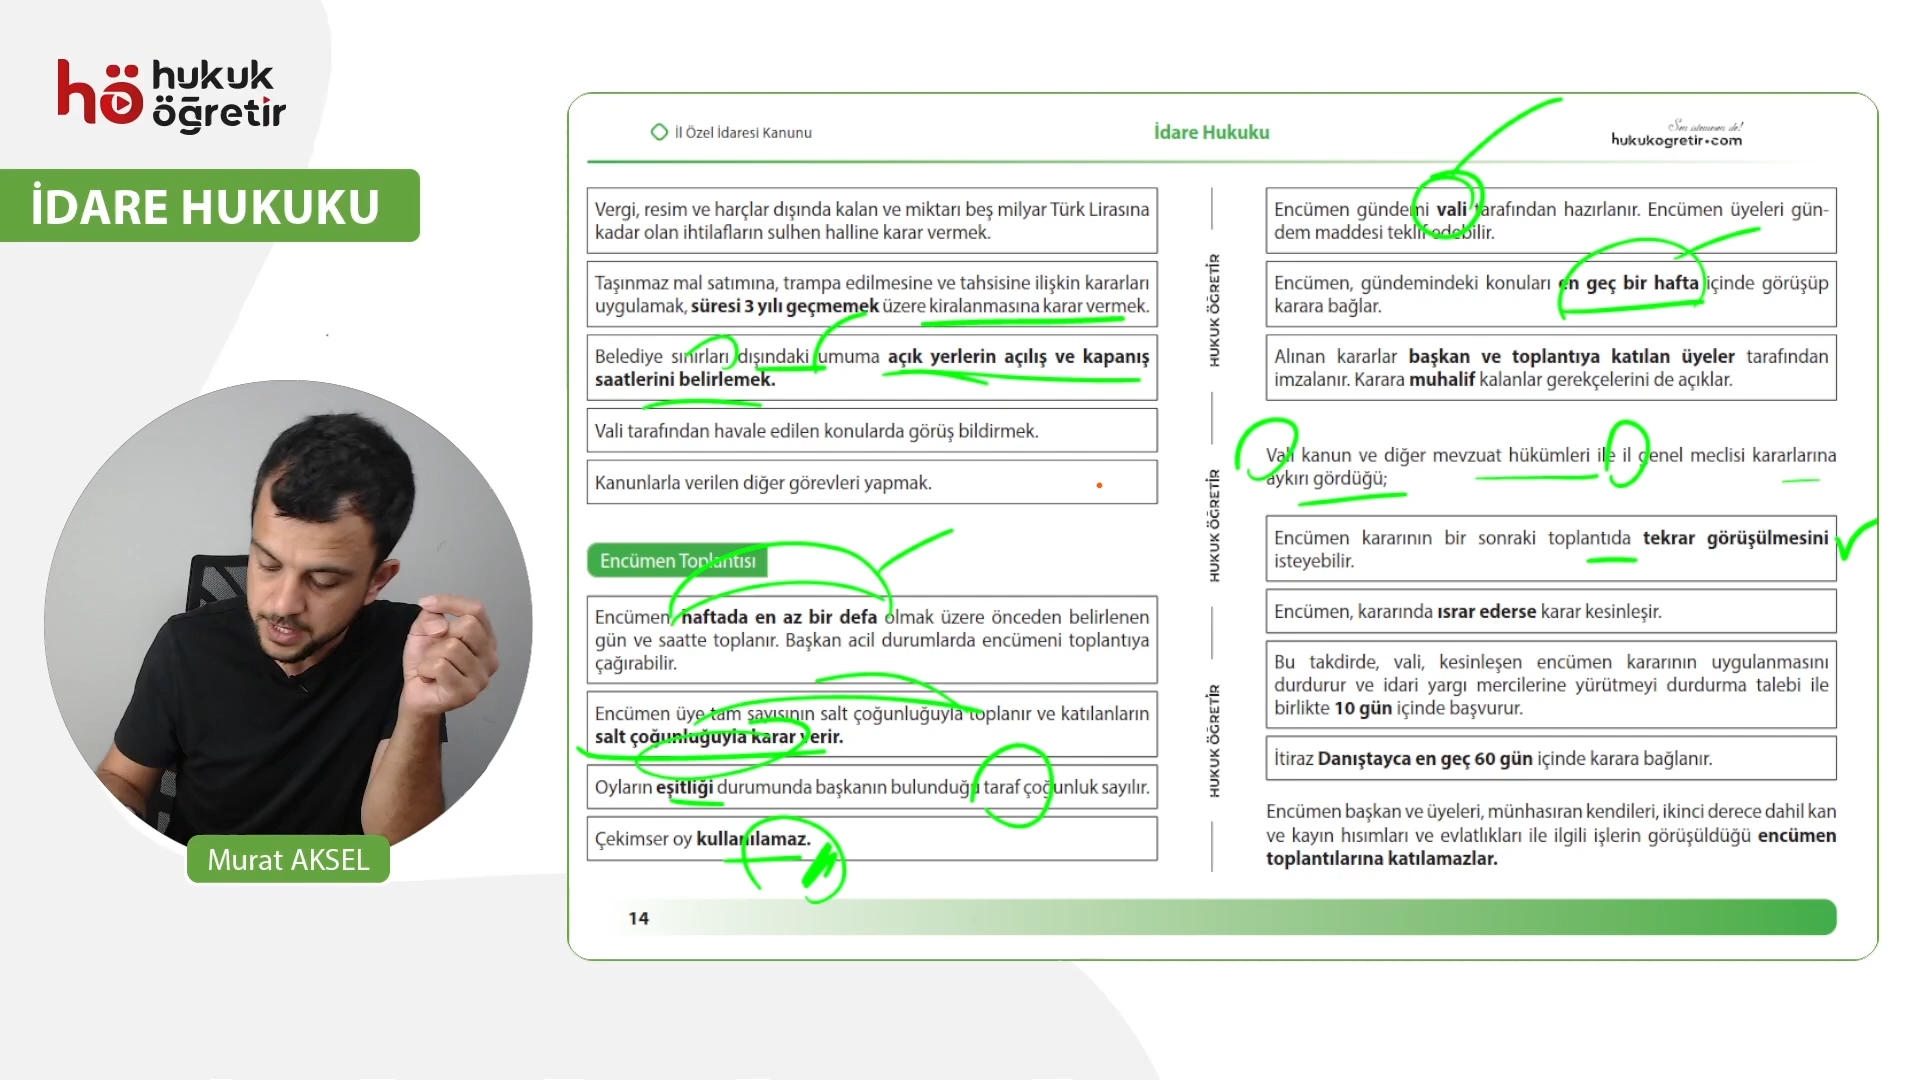 hö hukuk
öğretir
İDARE HUKUKU
Murat AKSEL
İl Özel İdaresi Kanunu
İdare Hukuku
Sen istemesen de!
hukukogretir•com
Vergi, resim ve harçlar dışında kalan ve miktarı beş milyar Türk Lirasına
kadar olan ihtilafların sulhen halline karar vermek.
Taşınmaz mal satımına, trampa edilmesine ve tahsisine ilişkin kararları
uygulamak, süresi 3 yılı geçmemek üzere kiralanmasına karar vermek.
Belediye sınırları dışındaki umuma açık yerlerin açılış ve kapanış
saatlerini belirlemek.
Vali tarafından havale edilen konularda görüş bildirmek.
Kanunlarla verilen diğer görevleri yapmak.
Encümen Toplantısı
Encümen, haftada en az bir defa olmak üzere önceden belirlenen
gün ve saatte toplanır. Başkan acil durumlarda encümeni toplantıya
çağırabilir.
Encümen üye tam sayısının salt çoğunluğuyla toplanır ve katılanların
salt çoğunluğuyla karar verir.
Oyların eşitliği durumunda başkanın bulunduğu taraf çoğunluk sayılır.
Çekimser oy kullanılamaz.
14
HUKUK ÖĞRETİR
HUKUK ÖĞRETİR
HUKUK ÖĞRETİR
Encümen gündemi vali tarafından hazırlanır. Encümen üyeleri gün-
dem maddesi teklif edebilir.
Encümen, gündemindeki konuları en geç bir hafta içinde görüşüp
karara bağlar.
Alınan kararlar başkan ve toplantıya katılan üyeler tarafından
imzalanır. Karara muhalif kalanlar gerekçelerini de açıklar.
Vali kanun ve diğer mevzuat hükümleri ile il genel meclisi kararlarına
aykırı gördüğü;
Encümen kararının bir sonraki toplantıda tekrar görüşülmesini
isteyebilir.
Encümen, kararında ısrar ederse karar kesinleşir.
Bu takdirde, vali, kesinleşen encümen kararının uygulanmasını
durdurur ve idari yargı mercilerine yürütmeyi durdurma talebi ile
birlikte 10 gün içinde başvurur.
İtiraz Danıştayca en geç 60 gün içinde karara bağlanır.
Encümen başkan ve üyeleri, münhasıran kendileri, ikinci derece dahil kan
ve kayın hısımları ve evlatlıkları ile ilgili işlerin görüşüldüğü encümen
toplantılarına katılamazlar.